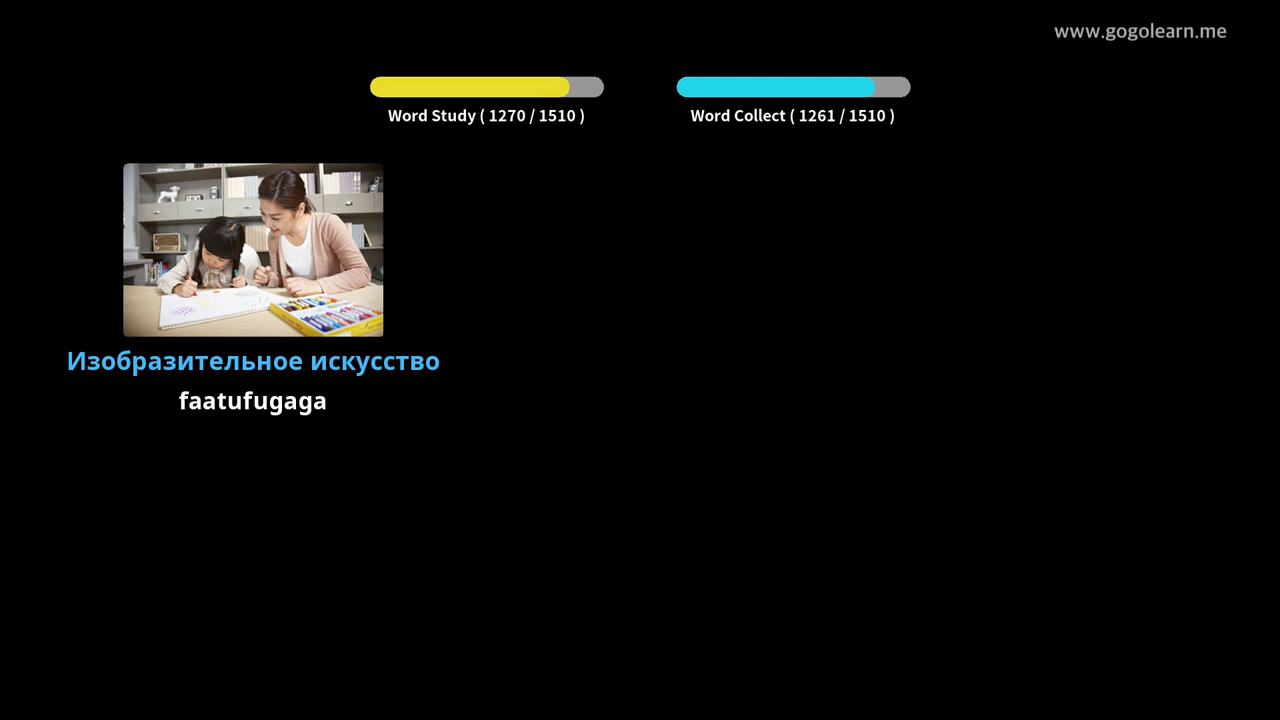 www.gogolearn.me
Word Study ( 1270 / 1510 )
Word Collect ( 1261 / 1510 )
Изобразительное искусство
faatufugaga